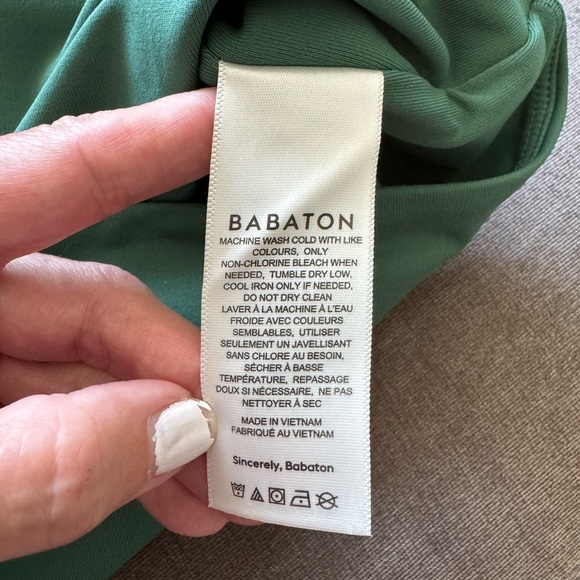 BABATON
MACHINE WASH COLD WITH LIKE
COLOURS, ONLY
NON-CHLORINE BLEACH WHEN
NEEDED, TUMBLE DRY LOW,
COOL IRON ONLY IF NEEDED,
DO NOT DRY CLEAN
LAVER À LA MACHINE À L'EAU
FROIDE AVEC COULEURS
SEMBLABLES, UTILISER
SEULEMENT UN JAVELLISANT
SANS CHLORE AU BESOIN,
SÉCHER À BASSE
TEMPÉRATURE, REPASSAGE
DOUX SI NÉCESSAIRE, NE PAS
NETTOYER À SEC
MADE IN VIETNAM
FABRIQUÉ AU VIETNAM
Sincerely, Babaton